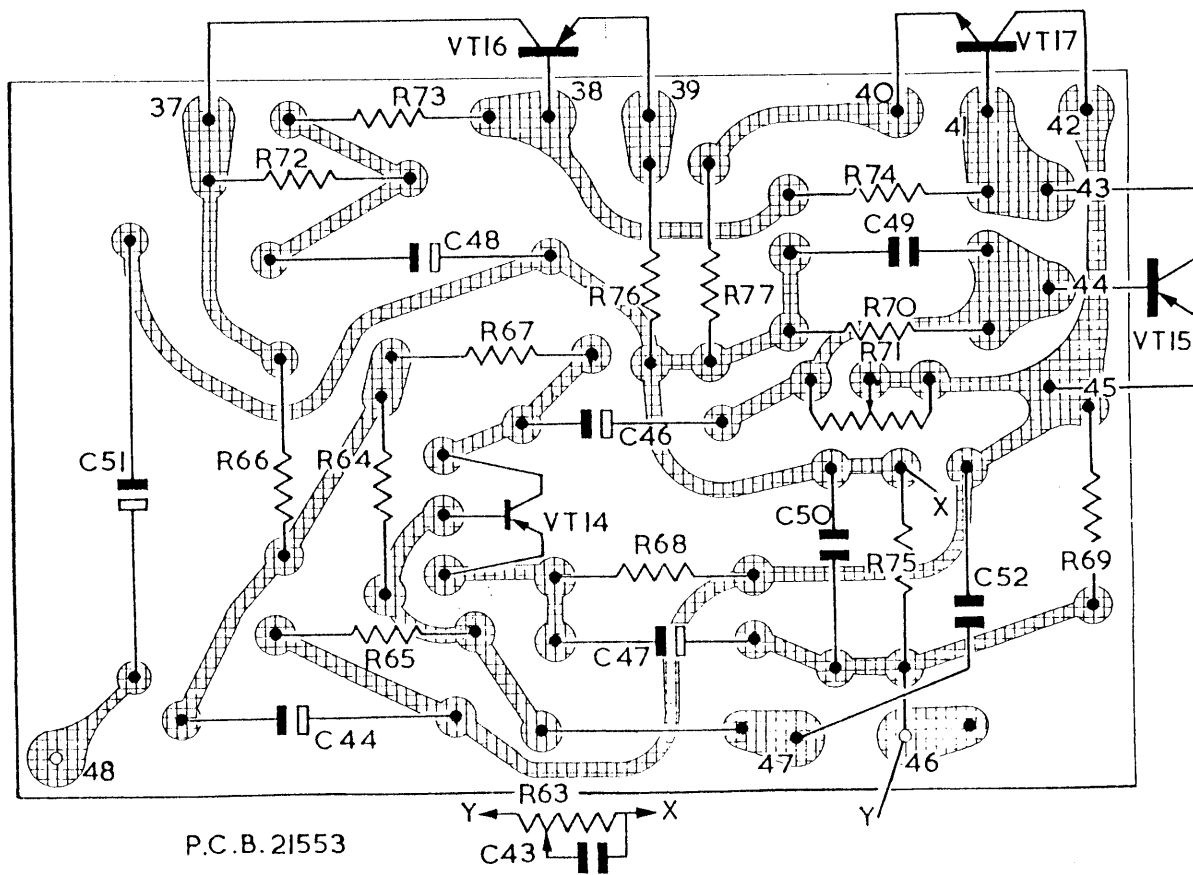 VT16
VT17
37
R73
38
39
40
41
42
R72
R74
43
C48
C49
R76
R77
44
R70
VT15
R67
R71
45
C46
C51
R66
R64
X
C50
VT14
R68
R75
C52
R69
R65
C47
C44
48
47
46
Y
R63
X
Y
P.C.B. 21553
C43